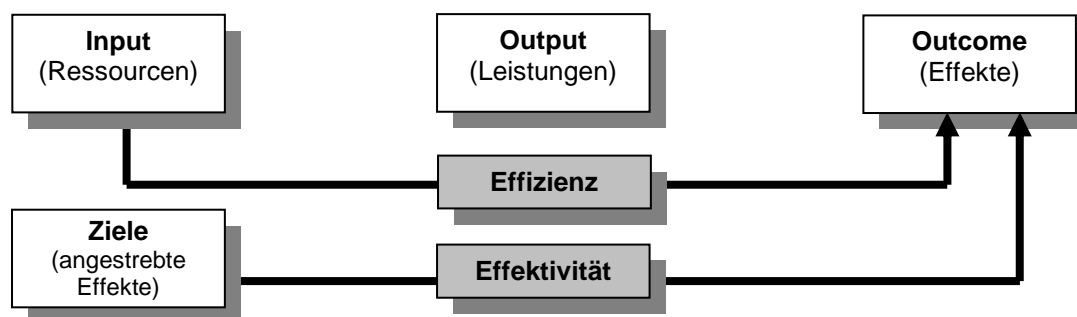 Input
(Ressourcen)
Output
(Leistungen)
Outcome
(Effekte)
Effizienz
Ziele
(angestrebte
Effekte)
Effektivität